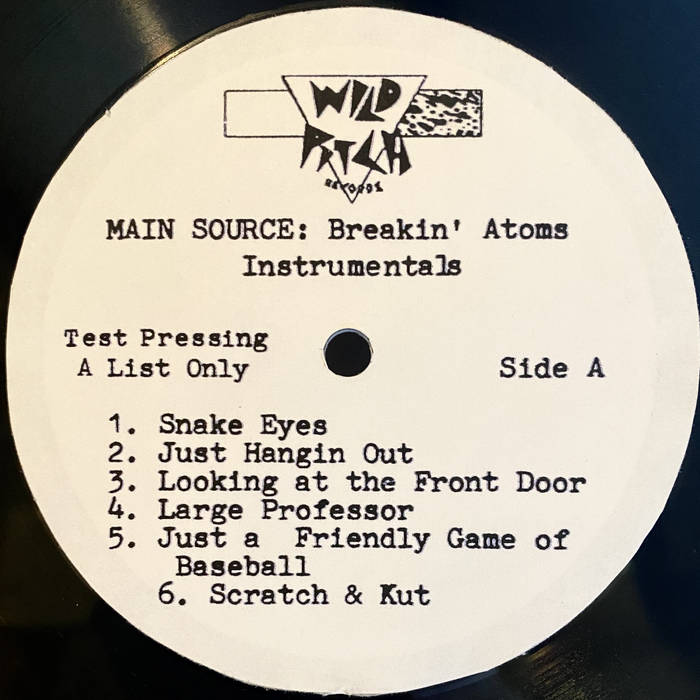 WILD
PITCH
RECORDS
MAIN SOURCE: Breakin' Atoms
Instrumentals
Test Pressing
A List Only
Side A
1. Snake Eyes
2. Just Hangin Out
3. Looking at the Front Door
4. Large Professor
5. Just a  Friendly Game of
Baseball
6. Scratch & Kut